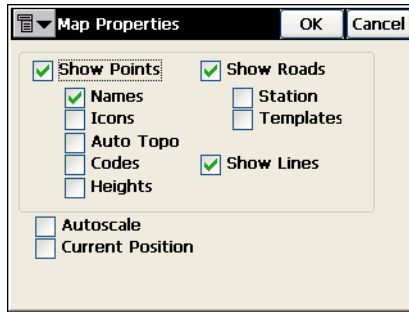 Map Properties OK Cancel
Show Points Show Roads
Names Station
Icons Templates
Auto Topo
Codes Show Lines
Heights
Autoscale
Current Position